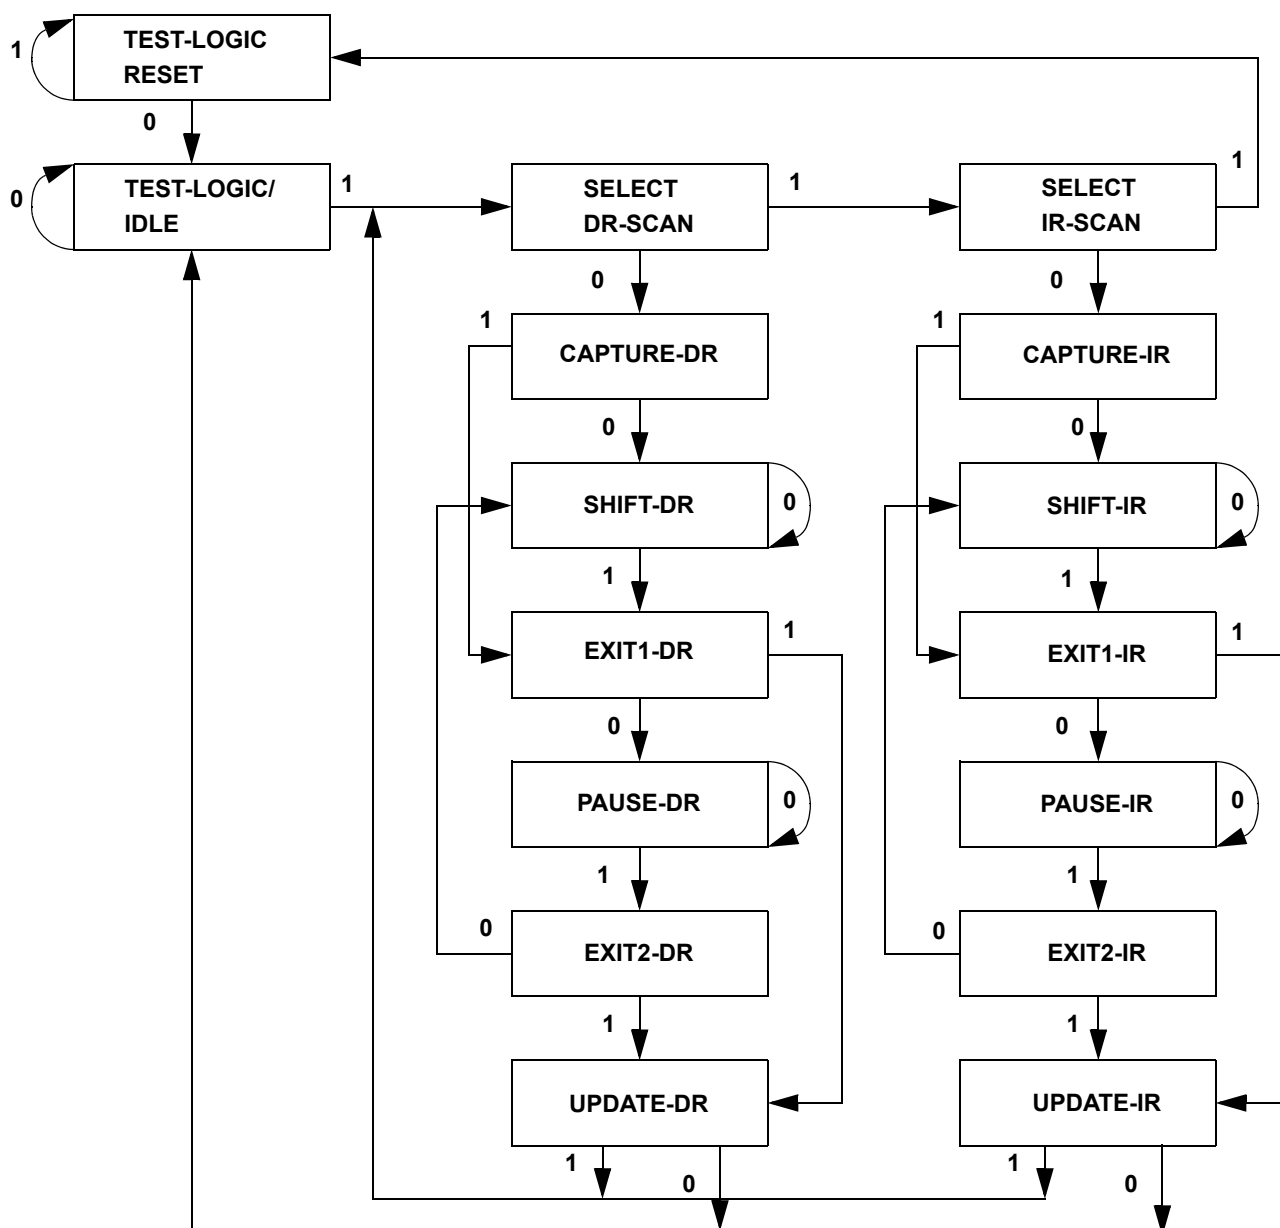 TEST-LOGIC
RESET
1
0
TEST-LOGIC/
IDLE
0
1
SELECT
DR-SCAN
1
SELECT
IR-SCAN
1
0
0
1
CAPTURE-DR
1
CAPTURE-IR
0
0
SHIFT-DR
0
SHIFT-IR
0
1
1
EXIT1-DR
1
EXIT1-IR
1
0
0
PAUSE-DR
0
PAUSE-IR
0
1
1
0
EXIT2-DR
0
EXIT2-IR
1
1
UPDATE-DR
UPDATE-IR
1
0
1
0